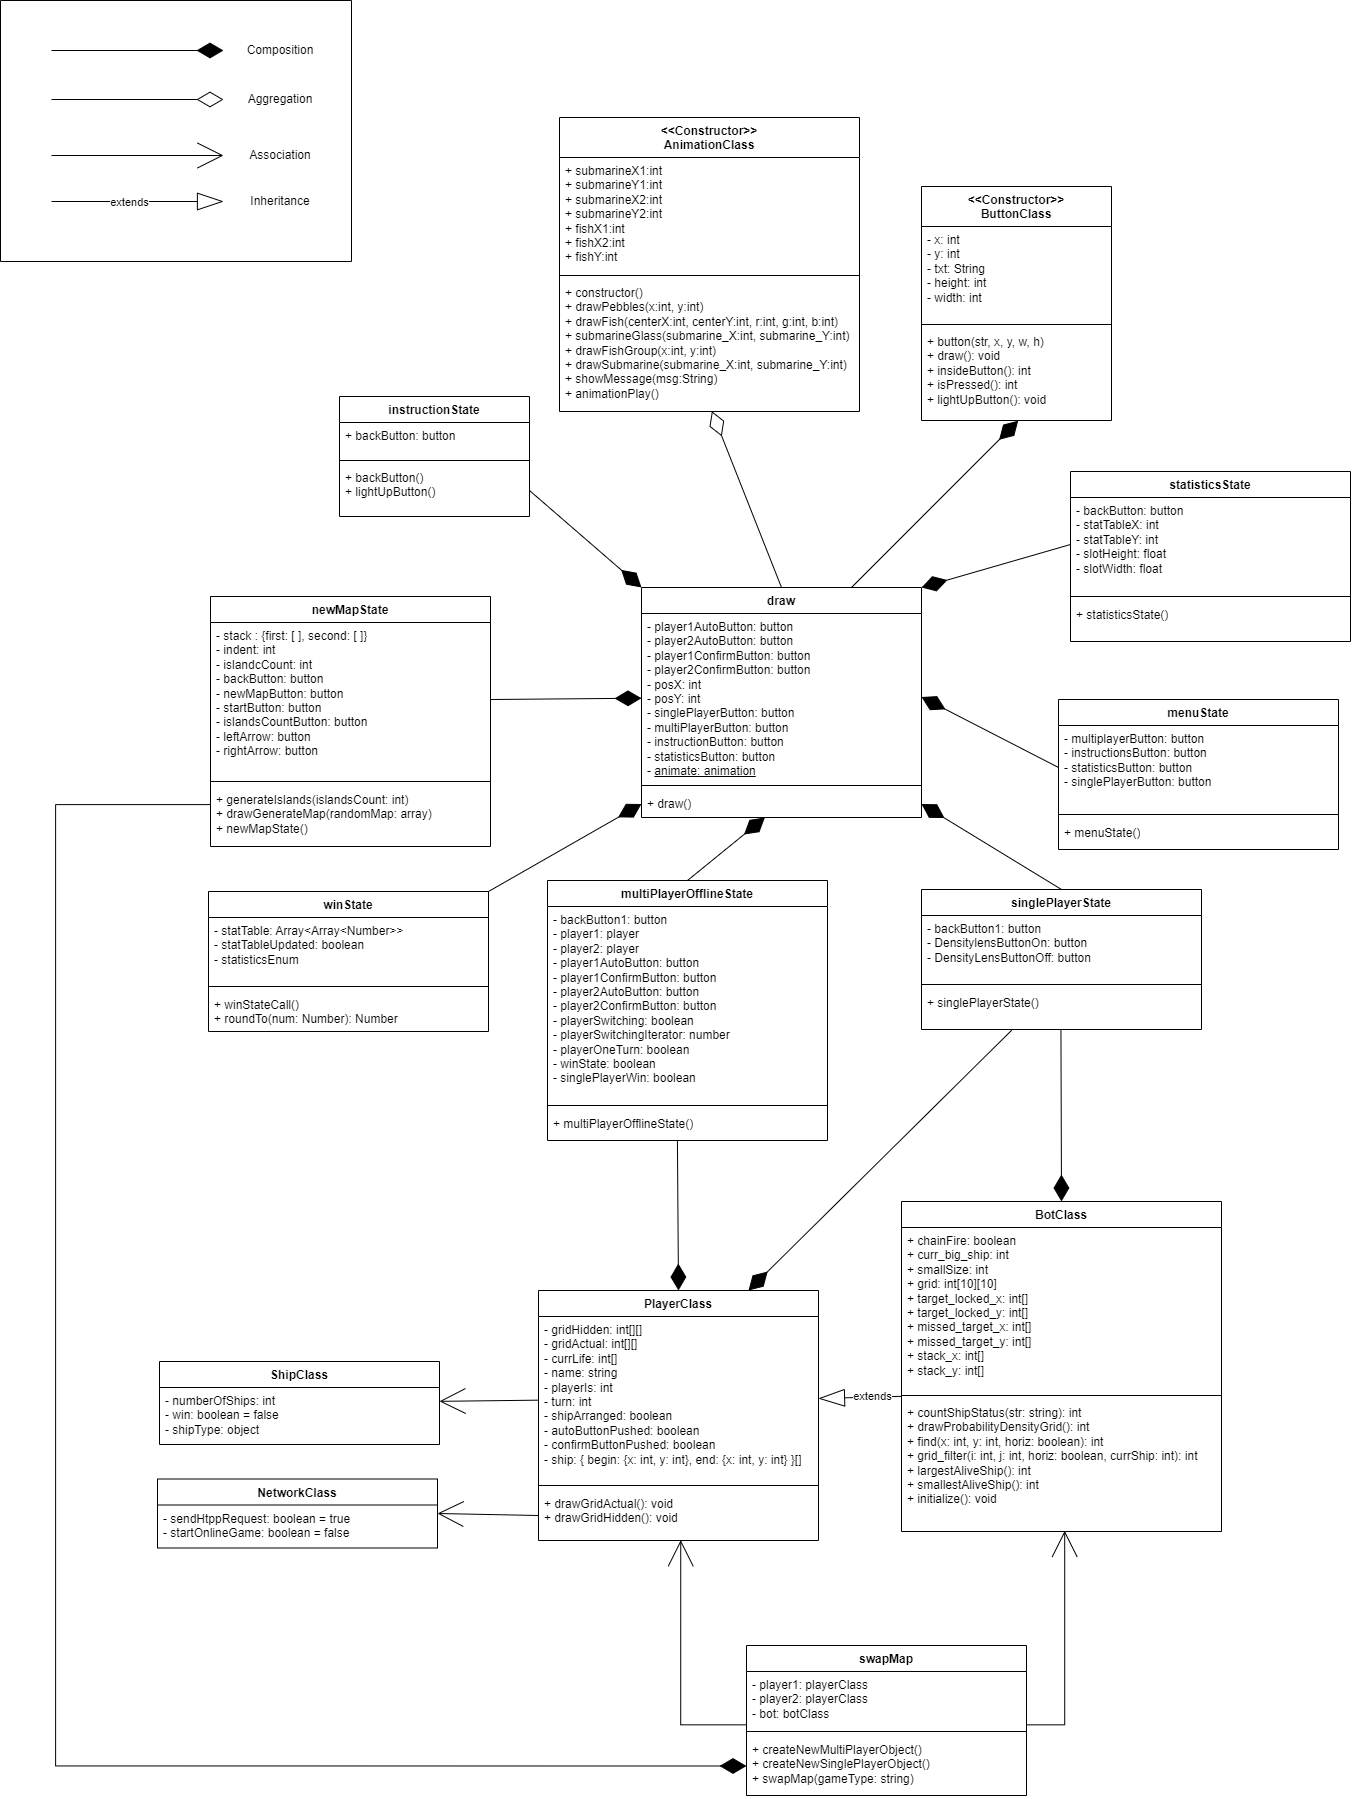 Composition
Aggregation
Association
extends
Inheritance
<<Constructor>>
AnimationClass
+ submarineX1:int
+ submarineY1:int
+ submarineX2:int
+ submarineY2:int
+ fishX1:int
+ fishX2:int
+ fishY:int
+ constructor()
+ drawPebbles(x:int, y:int)
+ drawFish(centerX:int, centerY:int, r:int, g:int, b:int)
+ submarineGlass(submarine_X:int, submarine_Y:int)
+ drawFishGroup(x:int, y:int)
+ drawSubmarine(submarine_X:int, submarine_Y:int)
+ showMessage(msg:String)
+ animationPlay()
<<Constructor>>
ButtonClass
- x: int
- y: int
- txt: String
- height: int
- width: int
+ button(str, x, y, w, h)
+ draw(): void
+ insideButton(): int
+ isPressed(): int
+ lightUpButton(): void
instructionState
+ backButton: button
+ backButton()
+ lightUpButton()
statisticsState
- backButton: button
- statTableX: int
- statTableY: int
- slotHeight: float
- slotWidth: float
+ statisticsState()
draw
- player1AutoButton: button
- player2AutoButton: button
- player1ConfirmButton: button
- player2ConfirmButton: button
- posX: int
- posY: int
- singlePlayerButton: button
- multiPlayerButton: button
- instructionButton: button
- statisticsButton: button
- animate: animation
+ draw()
newMapState
- stack : {first: [ ], second: [ ]}
- indent: int
- islandcCount: int
- backButton: button
- newMapButton: button
- startButton: button
- islandsCountButton: button
- leftArrow: button
- rightArrow: button
+ generateIslands(islandsCount: int)
+ drawGenerateMap(randomMap: array)
+ newMapState()
menuState
- multiplayerButton: button
- instructionsButton: button
- statisticsButton: button
- singlePlayerButton: button
+ menuState()
winState
- statTable: Array<Array<Number>>
- statTableUpdated: boolean
- statisticsEnum
+ winStateCall()
+ roundTo(num: Number): Number
multiPlayerOfflineState
- backButton1: button
- player1: player
- player2: player
- player1AutoButton: button
- player1ConfirmButton: button
- player2AutoButton: button
- player2ConfirmButton: button
- playerSwitching: boolean
- playerSwitchingIterator: number
- playerOneTurn: boolean
- winState: boolean
- singlePlayerWin: boolean
+ multiPlayerOfflineState()
singlePlayerState
- backButton1: button
- DensitylensButtonOn: button
- DensityLensButtonOff: button
+ singlePlayerState()
BotClass
+ chainFire: boolean
+ curr_big_ship: int
+ smallSize: int
+ grid: int[10][10]
+ target_locked_x: int[]
+ target_locked_y: int[]
+ missed_target_x: int[]
+ missed_target_y: int[]
+ stack_x: int[]
+ stack_y: int[]
+ countShipStatus(str: string): int
+ drawProbabilityDensityGrid(): int
+ find(x: int, y: int, horiz: boolean): int
+ grid_filter(i: int, j: int, horiz: boolean, currShip: int): int
+ largestAliveShip(): int
+ smallestAliveShip(): int
+ initialize(): void
PlayerClass
- gridHidden: int[][]
- gridActual: int[][]
- currLife: int[]
- name: string
- playerIs: int
- turn: int
- shipArranged: boolean
- autoButtonPushed: boolean
- confirmButtonPushed: boolean
- ship: { begin: {x: int, y: int}, end: {x: int, y: int} }[]
+ drawGridActual(): void
+ drawGridHidden(): void
extends
ShipClass
- numberOfShips: int
- win: boolean = false
- shipType: object
NetworkClass
- sendHtppRequest: boolean = true
- startOnlineGame: boolean = false
swapMap
- player1: playerClass
- player2: playerClass
- bot: botClass
+ createNewMultiPlayerObject()
+ createNewSinglePlayerObject()
+ swapMap(gameType: string)